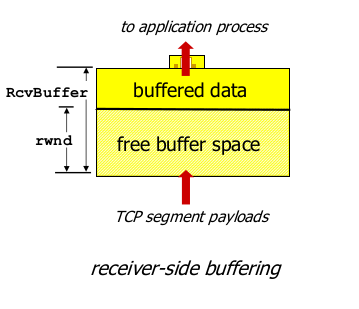 to application process
RcvBuffer
buffered data
rwnd
free buffer space
TCP segment payloads
receiver-side buffering